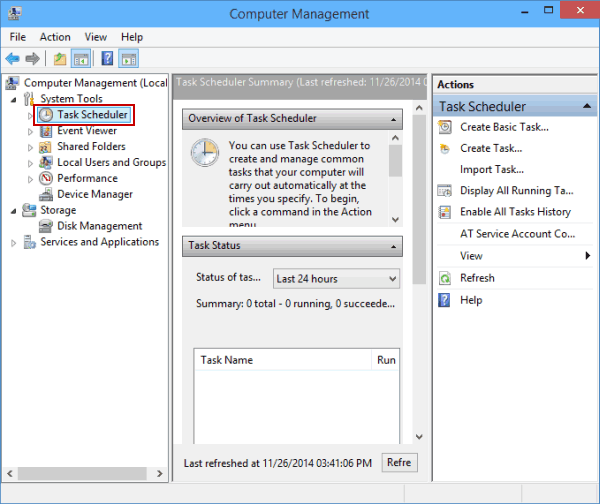 Computer Management
File Action View Help
Computer Management (Local
System Tools
Task Scheduler
Event Viewer
Shared Folders
Local Users and Groups
Performance
Device Manager
Storage
Disk Management
Services and Applications
Task Scheduler Summary (Last refreshed: 11/26/2014 0
Overview of Task Scheduler
You can use Task Scheduler to
create and manage common
tasks that your computer will
carry out automatically at the
times you specify. To begin,
click a command in the Action
menu.
Task Status
Status of tas... Last 24 hours
Summary: 0 total - 0 running, 0 succeede...
Task Name Run
Last refreshed at 11/26/2014 03:41:06 PM Refre
Actions
Task Scheduler
Create Basic Task...
Create Task...
Import Task...
Display All Running Ta...
Enable All Tasks History
AT Service Account Co...
View
Refresh
Help